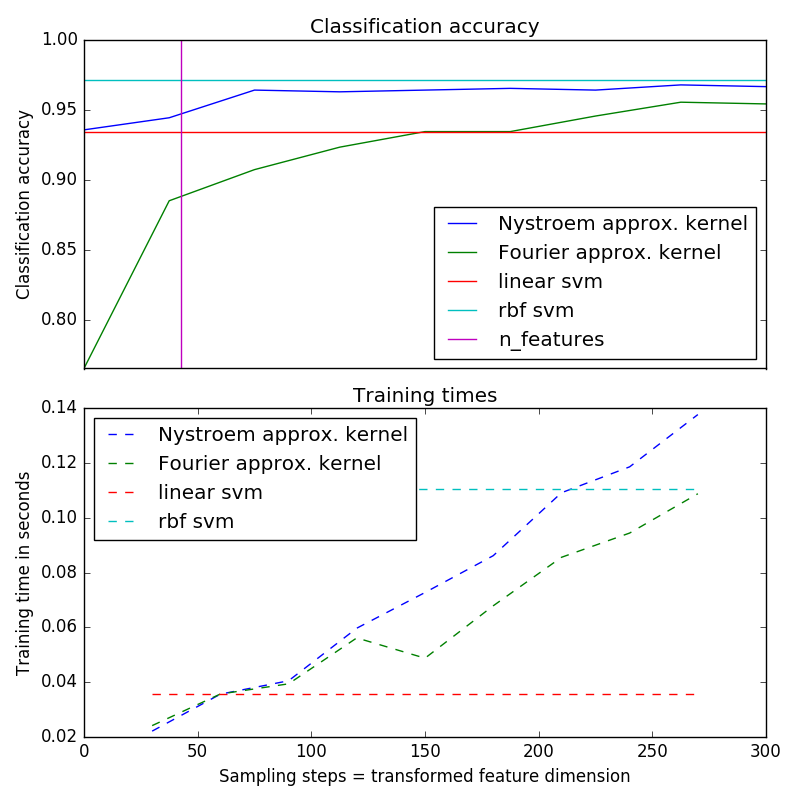 Classification accuracy
1.00
0.95
0.90
0.85
0.80
Classification accuracy
Nystroem approx. kernel
Fourier approx. kernel
linear svm
rbf svm
n_features
Training times
0.14
0.12
0.10
0.08
0.06
0.04
0.02
Training time in seconds
Nystroem approx. kernel
Fourier approx. kernel
linear svm
rbf svm
0 50 100 150 200 250 300
Sampling steps = transformed feature dimension